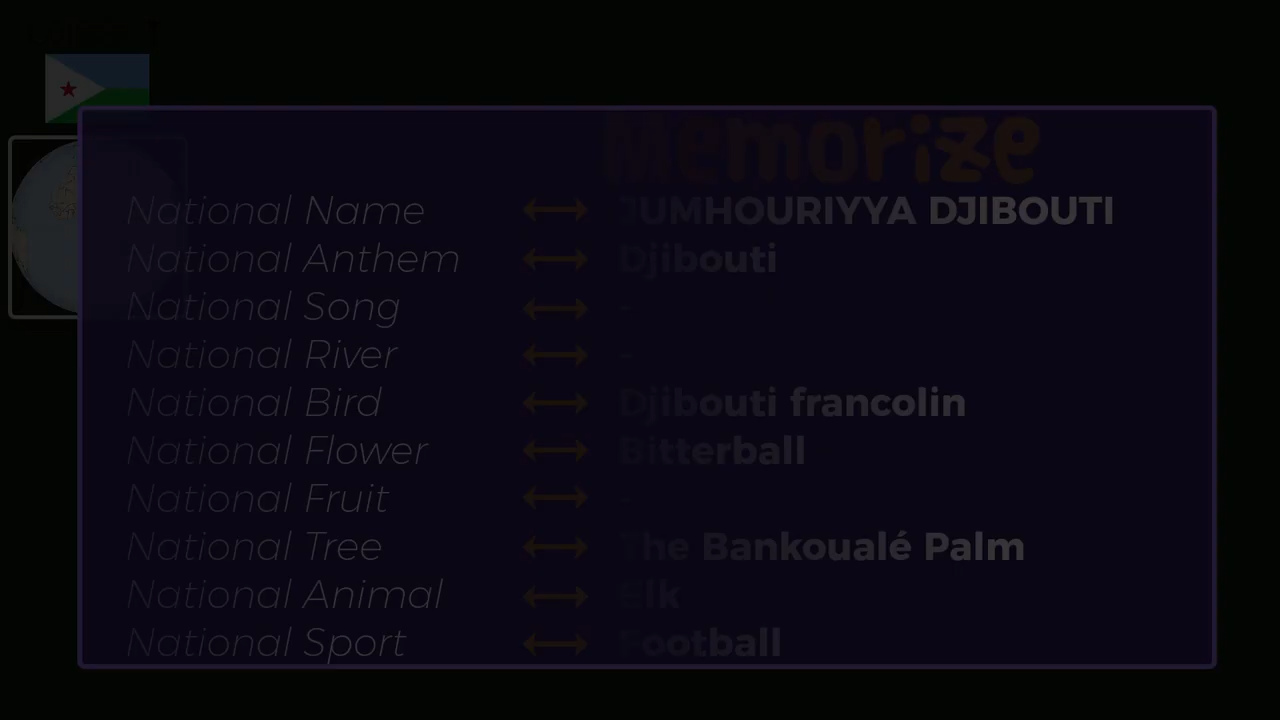 Memorize
National Name ↔ JUMHOURIYYA DJIBOUTI
National Anthem ↔ Djibouti
National Song ↔ -
National River ↔ -
National Bird ↔ Djibouti francolin
National Flower ↔ Bitterball
National Fruit ↔ -
National Tree ↔ The Bankoualé Palm
National Animal ↔ Elk
National Sport ↔ Football